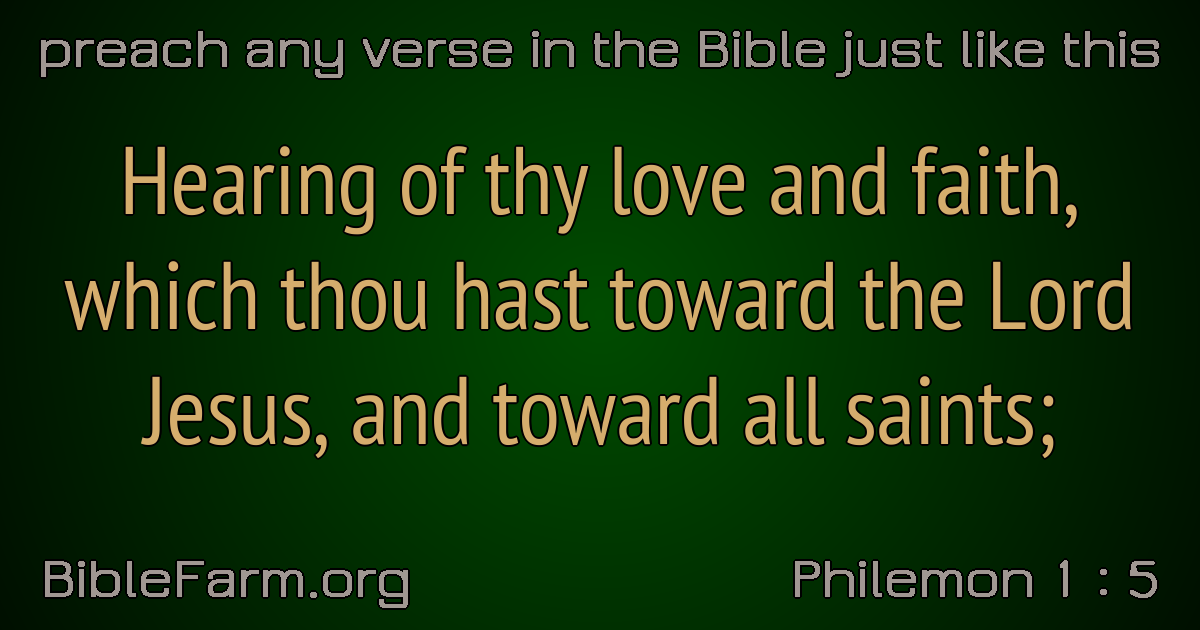 preach any verse in the Bible just like this
Hearing of thy love and faith,
which thou hast toward the Lord
Jesus, and toward all saints;
BibleFarm.org
Philemon 1 : 5